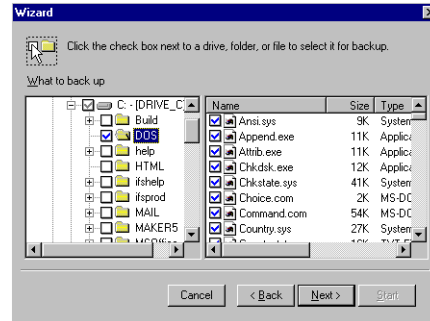 Wizard
Click the check box next to a drive, folder, or file to select it for backup.
What to back up
C: - [DRIVE_C]
Build
DOS
help
HTML
ifshelp
ifsprod
MAIL
MAKER5
MSOffice
Name Size Type
Ansi.sys 9K System
Append.exe 11K Applica
Attrib.exe 11K Applica
Chkdsk.exe 12K Applica
Chkstate.sys 41K System
Choice.com 2K MS-DO
Command.com 54K MS-DO
Country.sys 27K System
Cancel < Back Next > Start